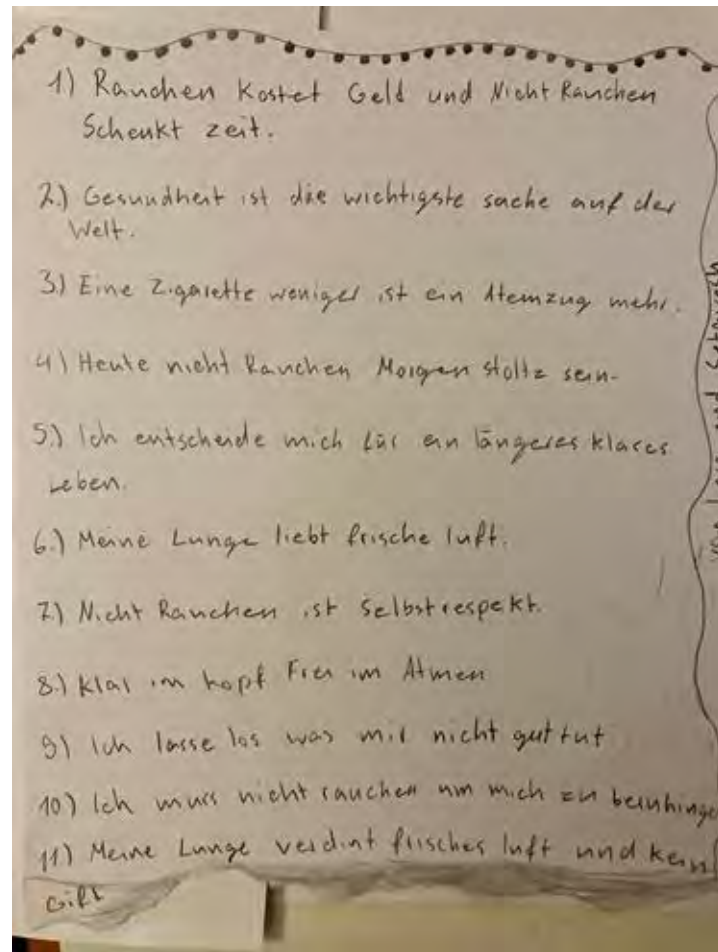 1) Rauchen kostet Geld und Nicht Rauchen
Schenkt zeit.
2.) Gesundheit ist die wichtigste sache auf der
Welt.
3) Eine Zigarette weniger ist ein Atemzug mehr.
4) Heute nicht Rauchen Morgen stoltz sein.
5.) Ich entscheide mich für ein längeres klares
Leben.
6.) Meine Lunge liebt frische luft.
7.) Nicht Rauchen ist Selbstrespekt.
8.) Klar im kopf Frei im Atmen
9) Ich lasse los was mir nicht gut tut
10) Ich muss nicht rauchen um mich zu beruhinge
11) Meine Lunge verdint frisches luft und kein
Gift